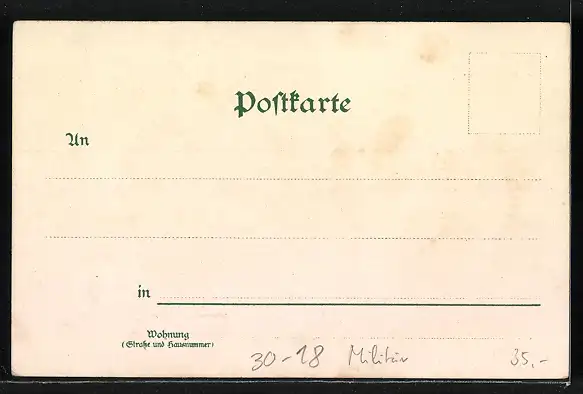 Poſtkarte
An
in
Wohnung
(Straße und Hausnummer)
30-18 Militär 35,-